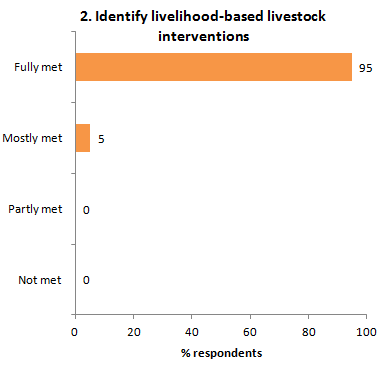 2. Identify livelihood-based livestock
interventions
Fully met 95
Mostly met 5
Partly met 0
Not met 0
0 20 40 60 80 100
% respondents